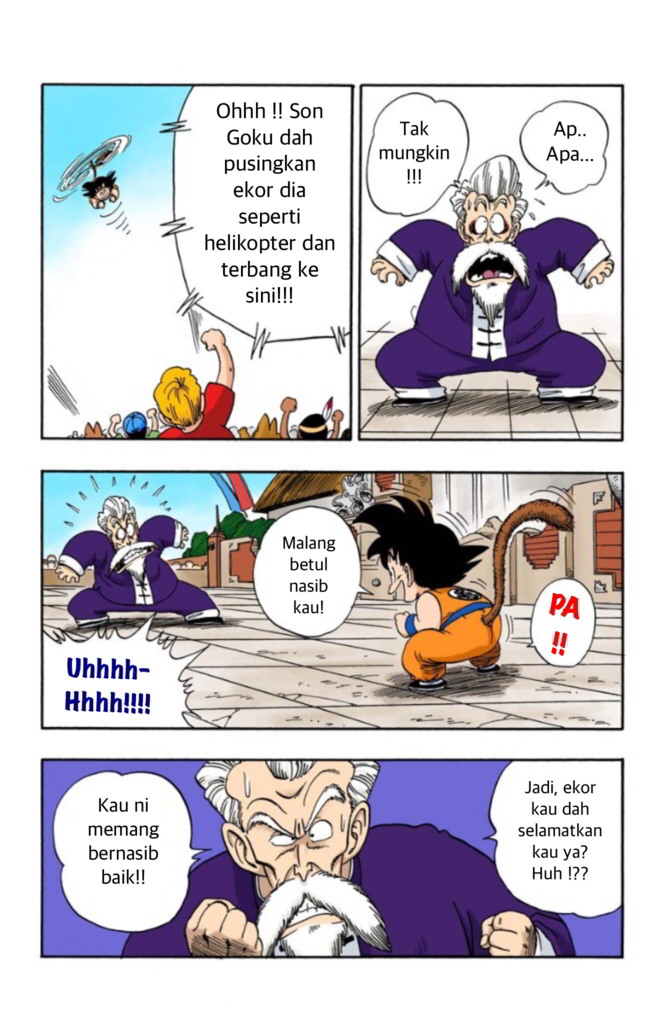 Ap..
Apa...
Tak
mungkin
!!!
Ohhh !! Son
Goku dah
pusingkan
ekor dia
seperti
helikopter dan
terbang ke
sini!!!
PA
!!
Malang
betul
nasib
kau!
Uhhhh-
Hhhh!!!!
Jadi, ekor
kau dah
selamatkan
kau ya?
Huh !??
Kau ni
memang
bernasib
baik!!